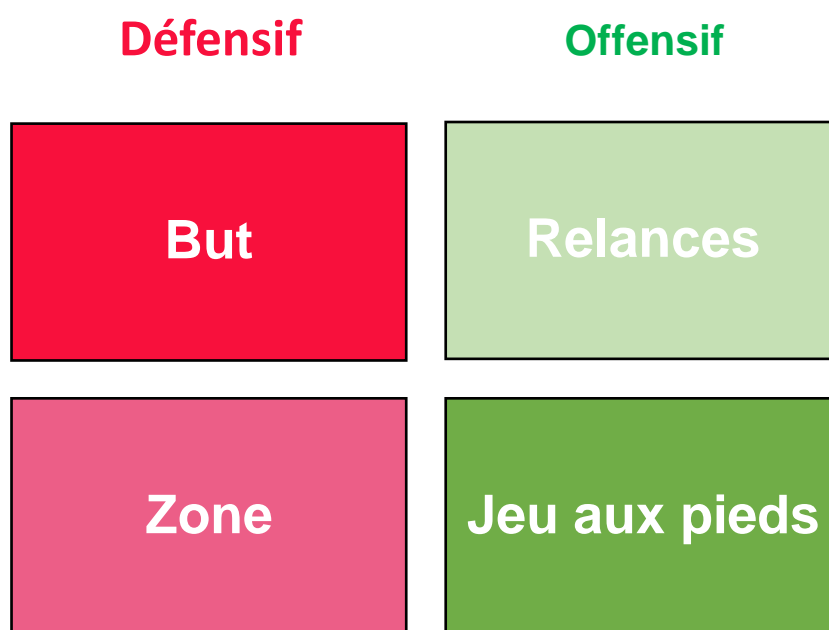 Défensif
Offensif
But
Relances
Zone
Jeu aux pieds